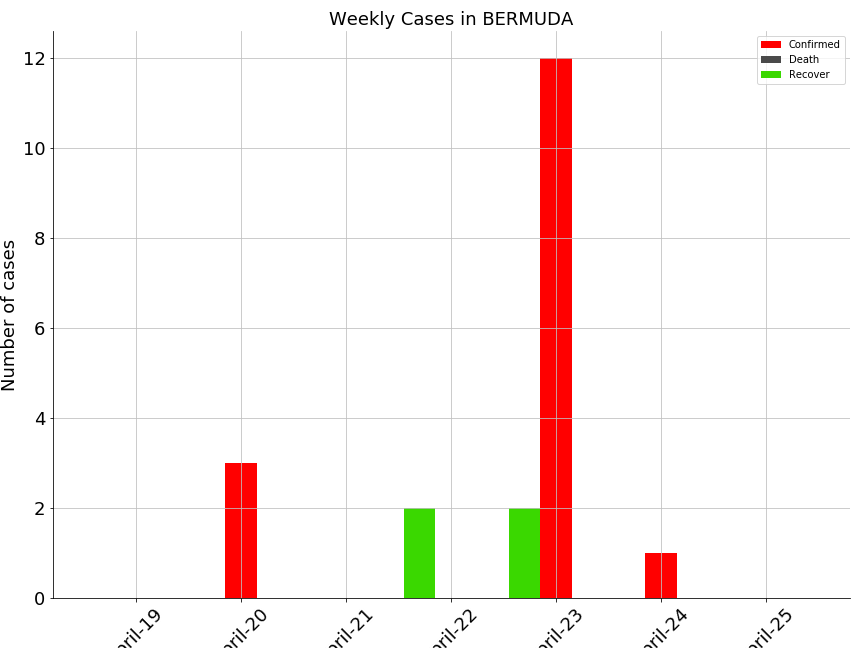 Weekly Cases in BERMUDA
Confirmed
Death
Recover
Number of cases
12
10
8
6
4
2
0
pril-19
pril-20
pril-21
pril-22
pril-23
pril-24
pril-25